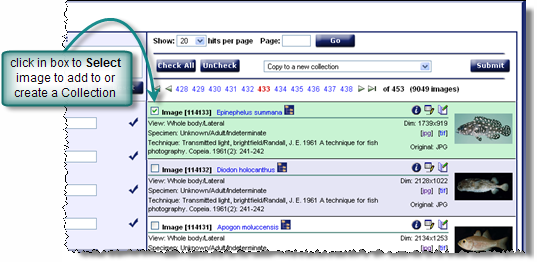 Show: 20 hits per page Page: Go
click in box to Select
image to add to or
create a Collection
Check All UnCheck Copy to a new collection Submit
428 429 430 431 432 433 434 435 436 437 438 of 453 (9049 images)
Image [114133] Epinephelus summana
View: Whole body/Lateral Dim: 1739x919
Specimen: Unknown/Adult/Indeterminate [jpg] [tif]
Technique: Transmitted light, brightfield/Randall, J. E. 1961 A technique for fish
photography. Copeia. 1961(2): 241-242 Original: JPG
Image [114132] Diodon holocanthus
View: Whole body/Lateral Dim: 2128x1022
Specimen: Unknown/Adult/Indeterminate [jpg] [tif]
Technique: Transmitted light, brightfield/Randall, J. E. 1961 A technique for fish
photography. Copeia. 1961(2): 241-242 Original: JPG
Image [114131] Apogon moluccensis
View: Whole body/Lateral Dim: 2134x1253
Specimen: Unknown/Adult/Indeterminate [jpg] [tif]